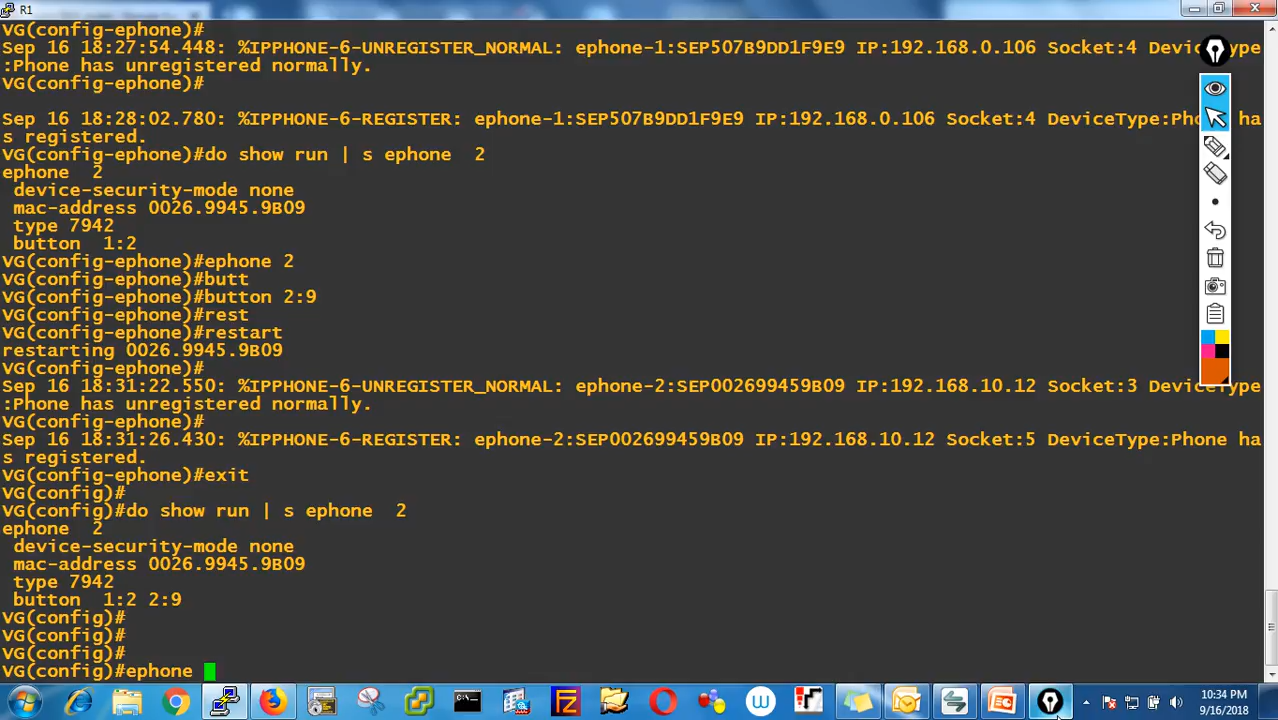 R1
VG(config-ephone)#
Sep 16 18:27:54.448: %IPPHONE-6-UNREGISTER_NORMAL: ephone-1:SEP507B9DD1F9E9 IP:192.168.0.106 Socket:4 DeviceType
:Phone has unregistered normally.
VG(config-ephone)#
Sep 16 18:28:02.780: %IPPHONE-6-REGISTER: ephone-1:SEP507B9DD1F9E9 IP:192.168.0.106 Socket:4 DeviceType:Phone ha
s registered.
VG(config-ephone)#do show run | s ephone  2
ephone  2
 device-security-mode none
 mac-address 0026.9945.9B09
 type 7942
 button  1:2
VG(config-ephone)#ephone 2
VG(config-ephone)#butt
VG(config-ephone)#button 2:9
VG(config-ephone)#rest
VG(config-ephone)#restart
restarting 0026.9945.9B09
VG(config-ephone)#
Sep 16 18:31:22.550: %IPPHONE-6-UNREGISTER_NORMAL: ephone-2:SEP002699459B09 IP:192.168.10.12 Socket:3 DeviceType
:Phone has unregistered normally.
VG(config-ephone)#
Sep 16 18:31:26.430: %IPPHONE-6-REGISTER: ephone-2:SEP002699459B09 IP:192.168.10.12 Socket:5 DeviceType:Phone ha
s registered.
VG(config-ephone)#exit
VG(config)#
VG(config)#do show run | s ephone  2
ephone  2
 device-security-mode none
 mac-address 0026.9945.9B09
 type 7942
 button  1:2 2:9
VG(config)#
VG(config)#
VG(config)#
VG(config)#ephone
10:34 PM
9/16/2018